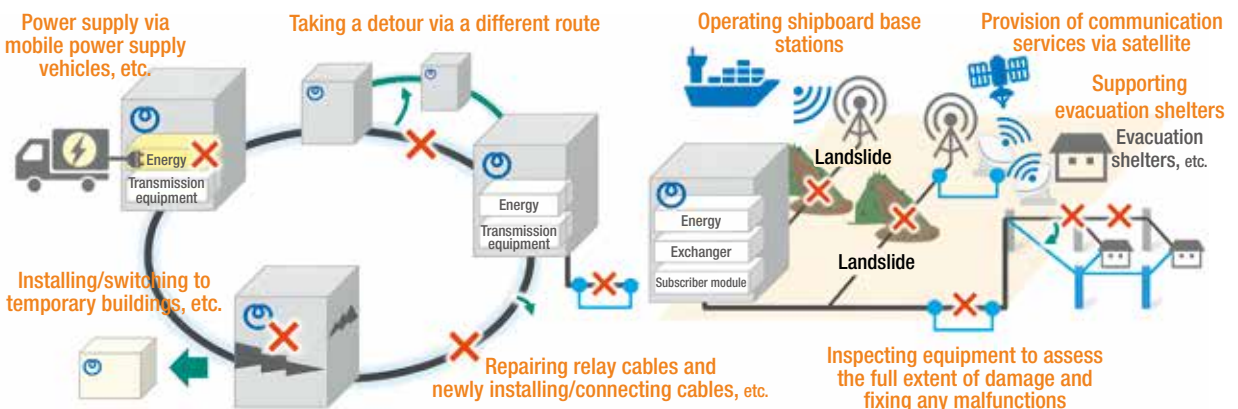 Power supply via
mobile power supply
vehicles, etc.
Taking a detour via a different route
Operating shipboard base
stations
Provision of communication
services via satellite
Supporting
evacuation shelters
Evacuation
shelters, etc.
Energy
Transmission
equipment
Energy
Transmission
equipment
Landslide
Landslide
Energy
Exchanger
Subscriber module
Installing/switching to
temporary buildings, etc.
Repairing relay cables and
newly installing/connecting cables, etc.
Inspecting equipment to assess
the full extent of damage and
fixing any malfunctions